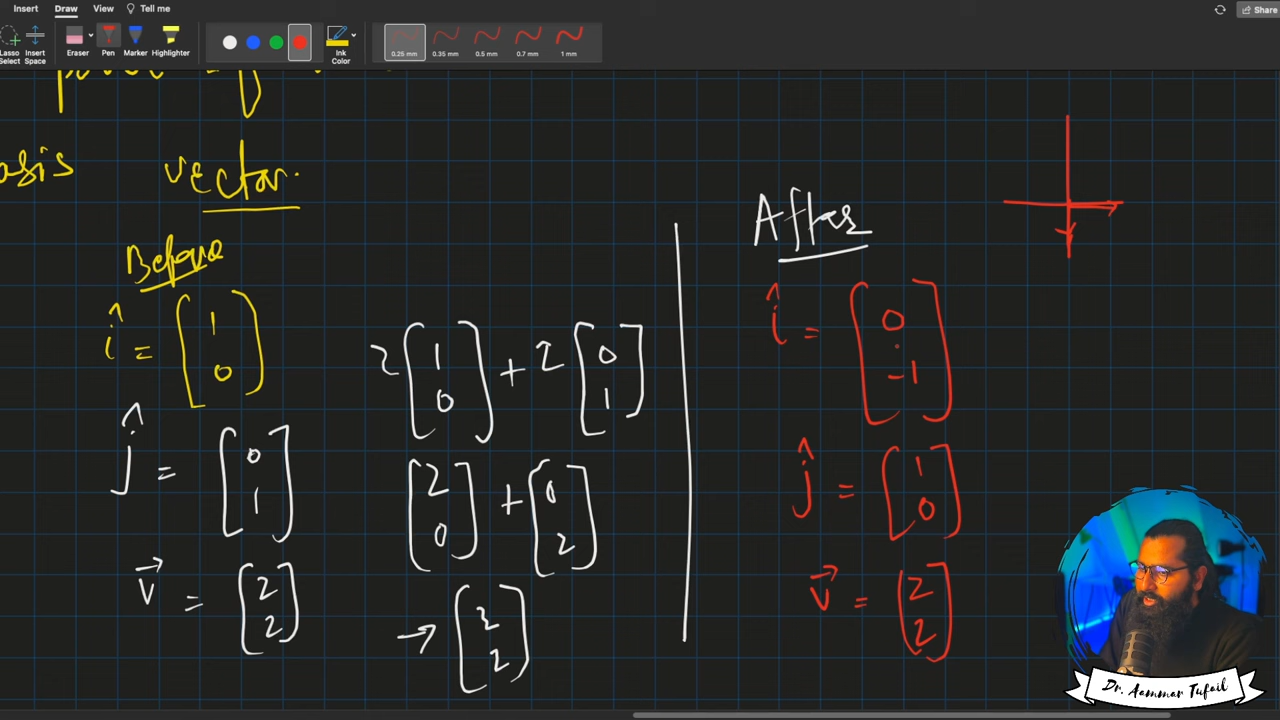 Insert Draw View Tell me Share
Lasso Select Insert Space Eraser Pen Marker Highlighter Ink Color 0.25 mm 0.35 mm 0.5 mm 0.7 mm 1 mm
vector.
Before
î = [1 0]
ĵ = [0 1]
v⃗ = [2 2]
2 [1 0] + 2 [0 1]
[2 0] + [0 2]
→ [2 2]
After
î = [0 -1]
ĵ = [1 0]
v⃗ = [2 2]
Dr. Aammar Tufail